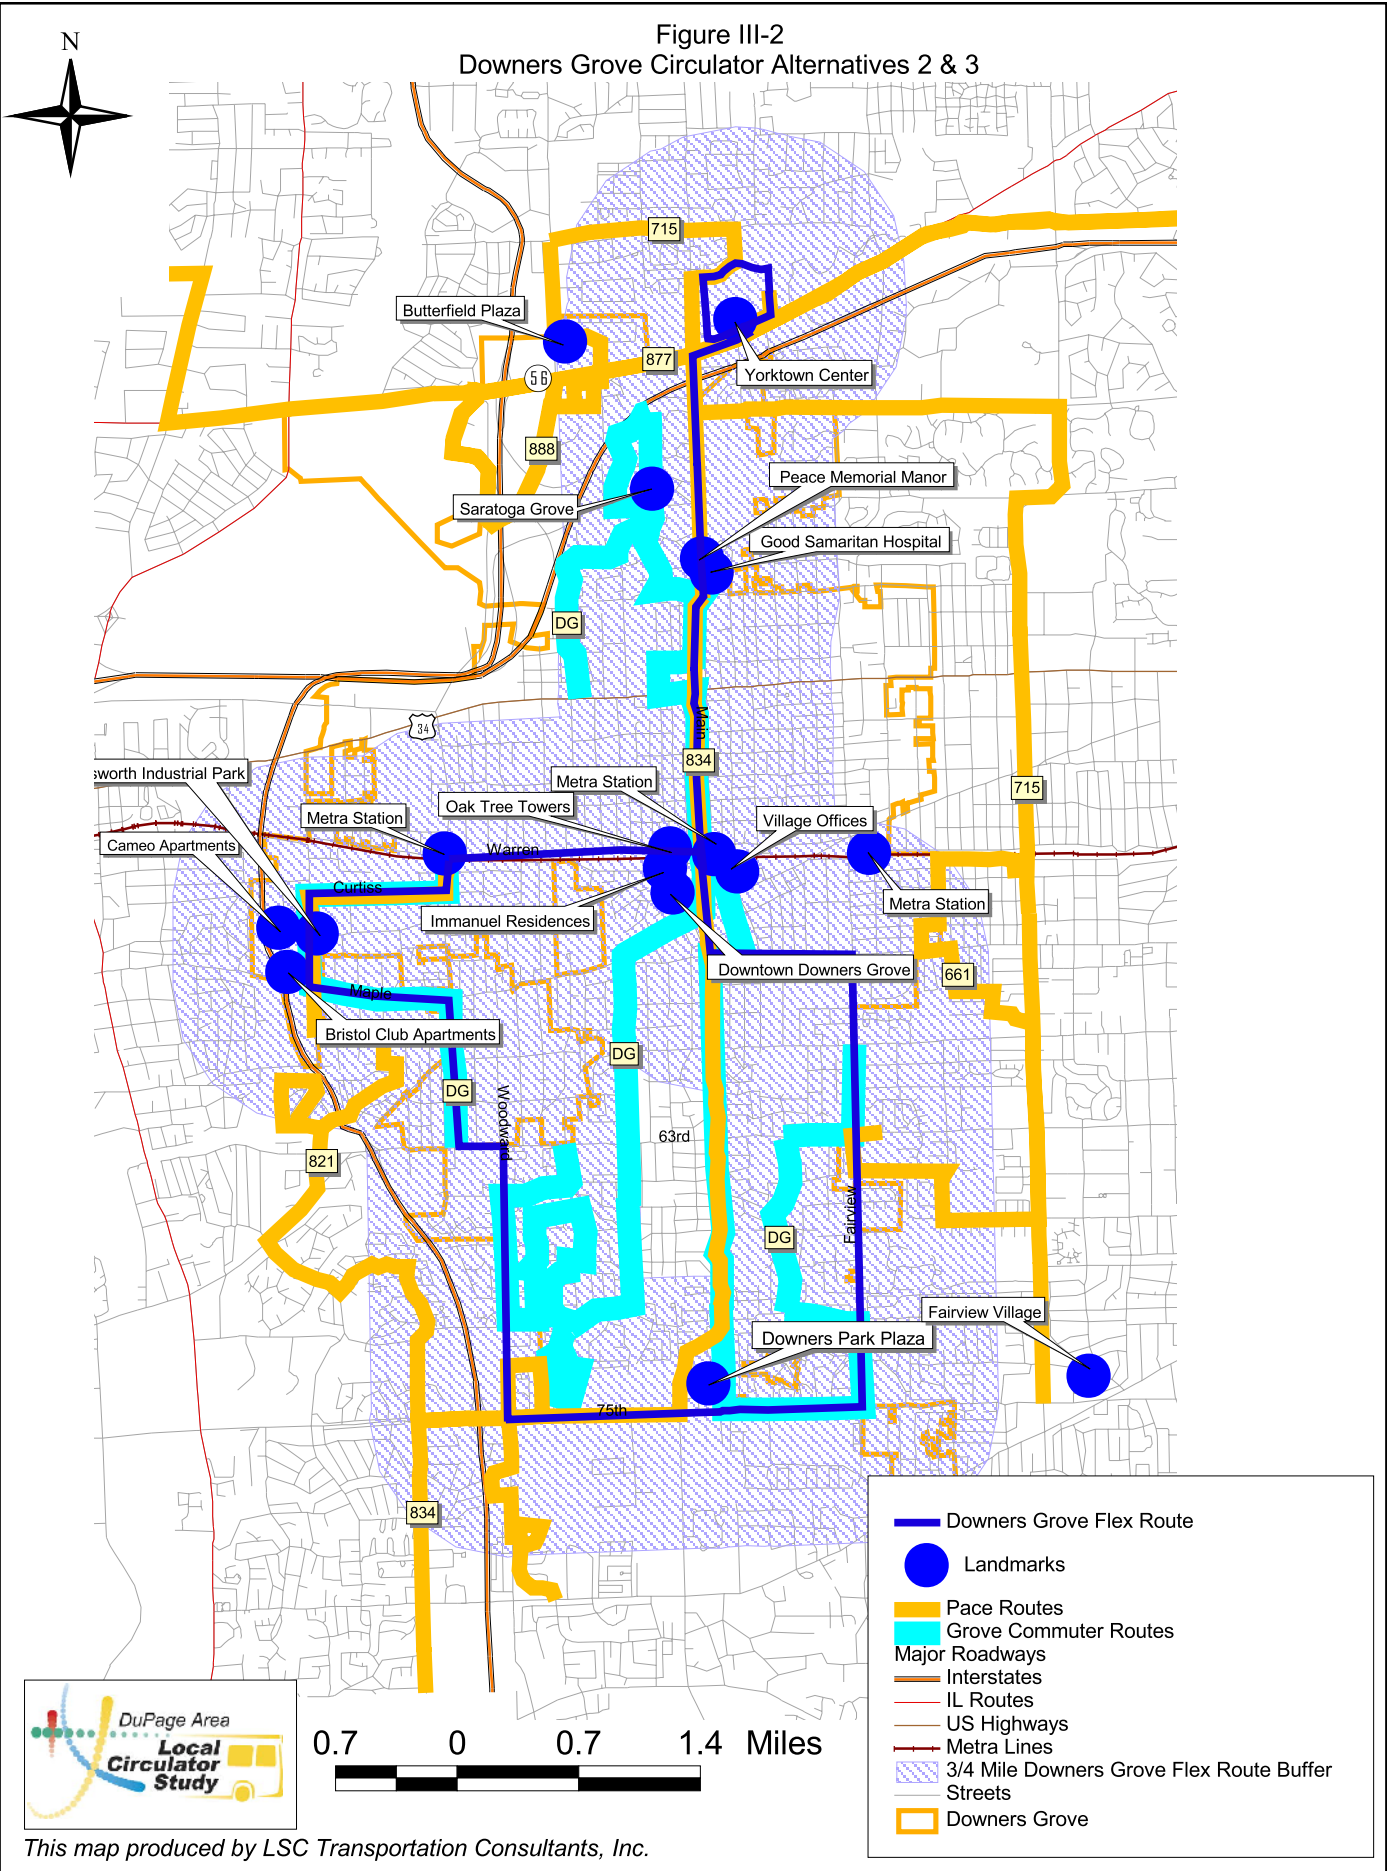 Figure III-2
Downers Grove Circulator Alternatives 2 & 3
N
715
Butterfield Plaza
877
56
Yorktown Center
888
Peace Memorial Manor
Saratoga Grove
Good Samaritan Hospital
DG
Main
34
834
sworth Industrial Park
Metra Station
715
Oak Tree Towers
Metra Station
Village Offices
Cameo Apartments
Warren
Curtiss
Metra Station
Immanuel Residences
Downtown Downers Grove
661
Maple
Bristol Club Apartments
DG
DG
Woodward
63rd
821
Fairview
DG
Fairview Village
Downers Park Plaza
75th
834
Downers Grove Flex Route
Landmarks
Pace Routes
Grove Commuter Routes
Major Roadways
Interstates
IL Routes
US Highways
Metra Lines
3/4 Mile Downers Grove Flex Route Buffer
Streets
Downers Grove
DuPage Area
Local
Circulator
Study
0.7 0 0.7 1.4 Miles
This map produced by LSC Transportation Consultants, Inc.